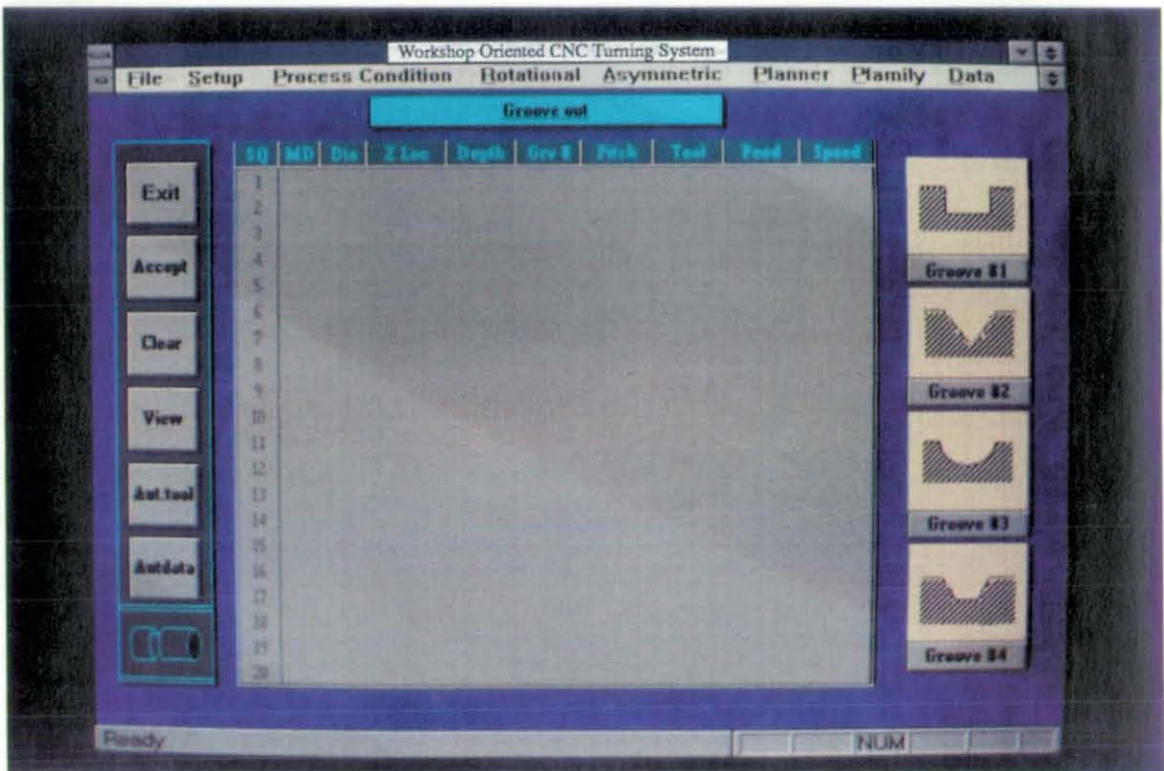 Workshop Oriented CNC Turning System
File Setup Process Condition Rotational Asymmetric Planner Plamily Data
Groove out
SQ MD Dia Z Loc Depth Grv # Pitch Tool Feed Speed
1
2
3
4
5
6
7
8
9
10
11
12
13
14
15
16
17
18
19
20
Exit
Accept
Clear
View
Aut.tool
Autdata
Groove #1
Groove #2
Groove #3
Groove #4
Ready
NUM